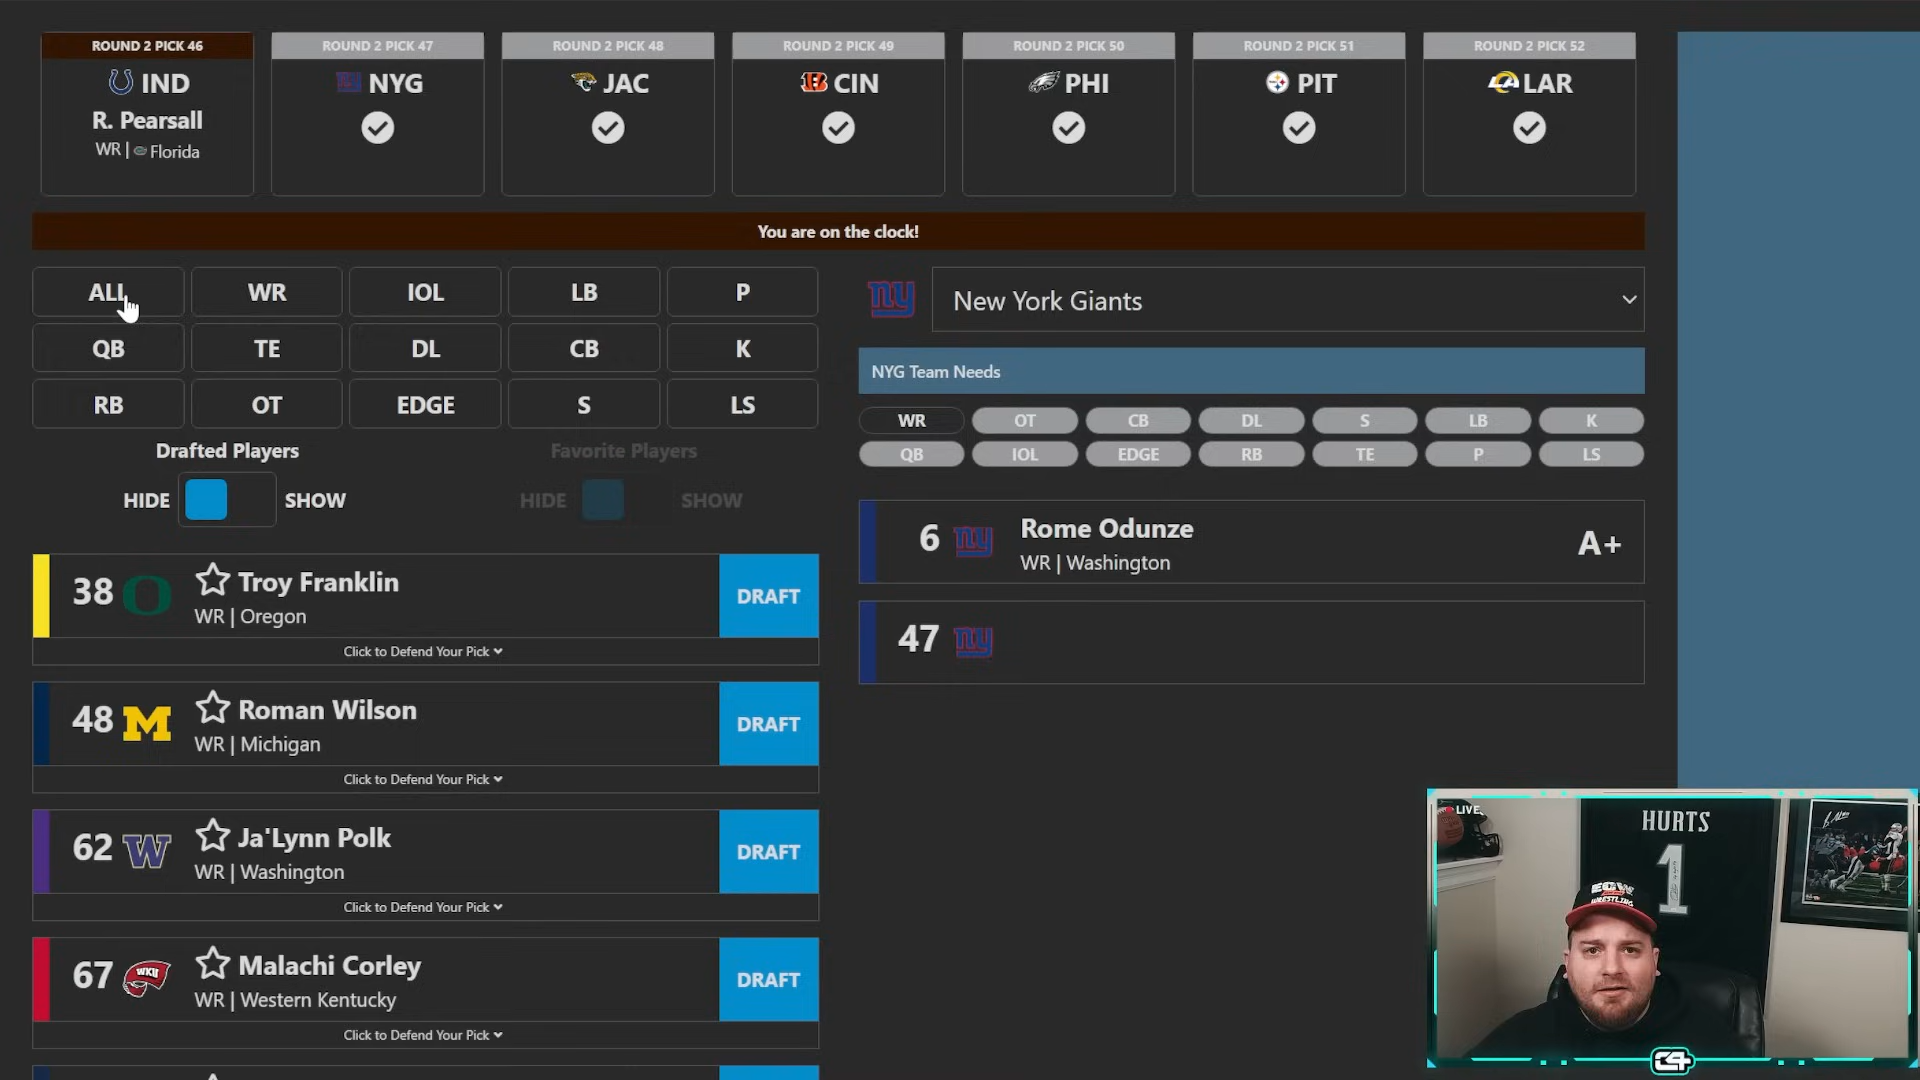 ROUND 2 PICK 46
IND
R. Pearsall
WR | Florida
ROUND 2 PICK 47
NYG
ROUND 2 PICK 48
JAC
ROUND 2 PICK 49
CIN
ROUND 2 PICK 50
PHI
ROUND 2 PICK 51
PIT
ROUND 2 PICK 52
LAR
You are on the clock!
ALL WR IOL LB P
QB TE DL CB K
RB OT EDGE S LS
Drafted Players
HIDE SHOW
Favorite Players
HIDE SHOW
38 Troy Franklin
WR | Oregon
DRAFT
Click to Defend Your Pick
48 M Roman Wilson
WR | Michigan
DRAFT
Click to Defend Your Pick
62 W Ja'Lynn Polk
WR | Washington
DRAFT
Click to Defend Your Pick
67 WKU Malachi Corley
WR | Western Kentucky
DRAFT
Click to Defend Your Pick
ny New York Giants
NYG Team Needs
WR OT CB DL S LB K
QB IOL EDGE RB TE P LS
6 ny Rome Odunze
WR | Washington
A+
47 ny
LIVE
HURTS
1
ECW
WRESTLING
C4+